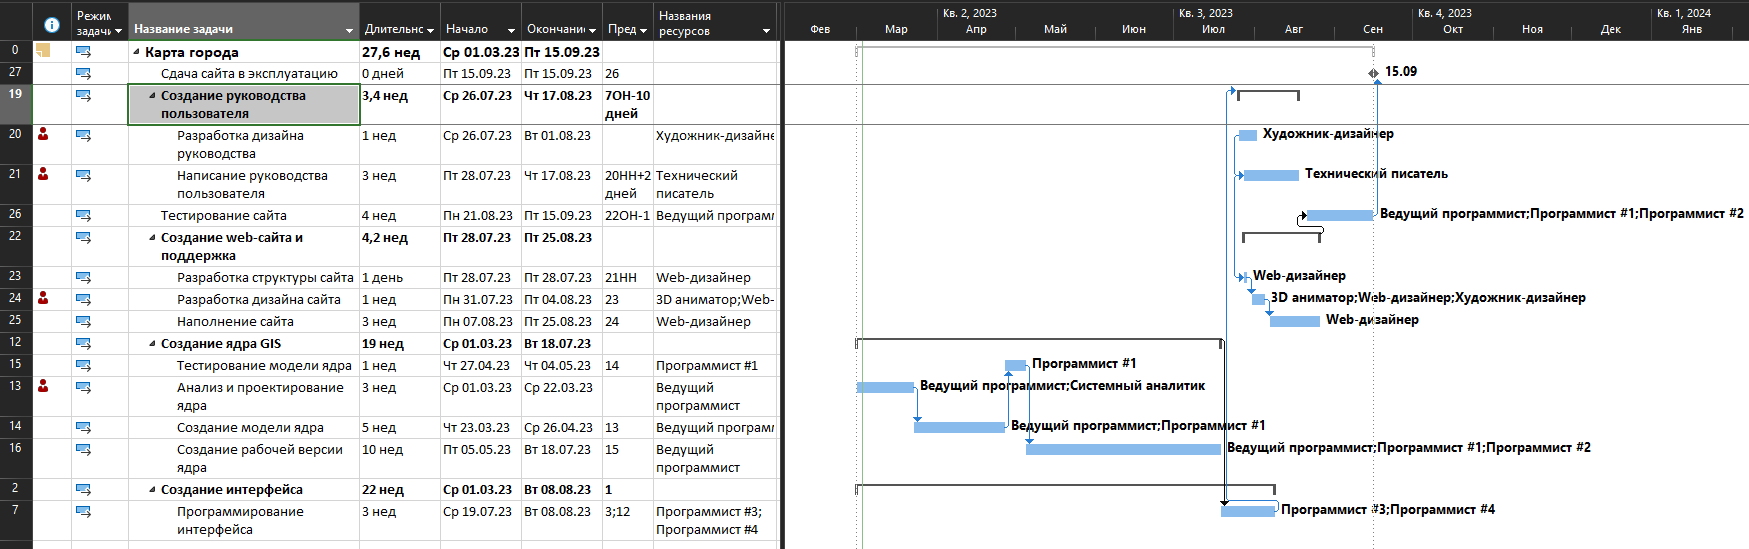 Кв. 2, 2023 Кв. 3, 2023 Кв. 4, 2023 Кв. 1, 2024
Режим задачи Название задачи Длительнс Начало Окончани Пред Названия ресурсов Фев Мар Апр Май Июн Июл Авг Сен Окт Ноя Дек Янв
0 Карта города 27,6 нед Ср 01.03.23 Пт 15.09.23
27 Сдача сайта в эксплуатацию 0 дней Пт 15.09.23 Пт 15.09.23 26 15.09
19 Создание руководства 3,4 нед Ср 26.07.23 Чт 17.08.23 7ОН-10
пользователя дней
20 Разработка дизайна 1 нед Ср 26.07.23 Вт 01.08.23 Художник-дизайне Художник-дизайнер
руководства
21 Написание руководства 3 нед Пт 28.07.23 Чт 17.08.23 20НН+2 Технический Технический писатель
пользователя дней писатель
26 Тестирование сайта 4 нед Пн 21.08.23 Пт 15.09.23 22ОН-1 Ведущий программ Ведущий программист;Программист #1;Программист #2
22 Создание web-сайта и 4,2 нед Пт 28.07.23 Пт 25.08.23
поддержка
23 Разработка структуры сайта 1 день Пт 28.07.23 Пт 28.07.23 21НН Web-дизайнер Web-дизайнер
24 Разработка дизайна сайта 1 нед Пн 31.07.23 Пт 04.08.23 23 3D аниматор;Web- 3D аниматор;Web-дизайнер;Художник-дизайнер
25 Наполнение сайта 3 нед Пн 07.08.23 Пт 25.08.23 24 Web-дизайнер Web-дизайнер
12 Создание ядра GIS 19 нед Ср 01.03.23 Вт 18.07.23
15 Тестирование модели ядра 1 нед Чт 27.04.23 Чт 04.05.23 14 Программист #1 Программист #1
13 Анализ и проектирование 3 нед Ср 01.03.23 Ср 22.03.23 Ведущий Ведущий программист;Системный аналитик
ядра программист
14 Создание модели ядра 5 нед Чт 23.03.23 Ср 26.04.23 13 Ведущий программ Ведущий программист;Программист #1
16 Создание рабочей версии 10 нед Пт 05.05.23 Вт 18.07.23 15 Ведущий Ведущий программист;Программист #1;Программист #2
ядра программист
2 Создание интерфейса 22 нед Ср 01.03.23 Вт 08.08.23 1
7 Программирование 3 нед Ср 19.07.23 Вт 08.08.23 3;12 Программист #3; Программист #3;Программист #4
интерфейса Программист #4